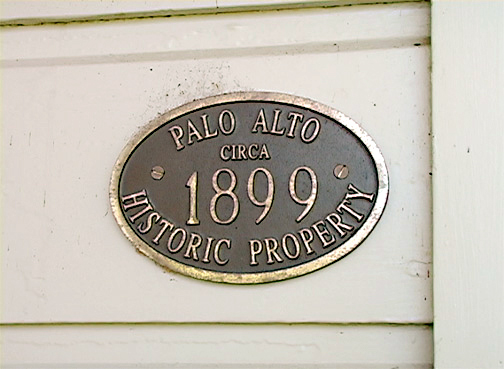 PALO ALTO
CIRCA
1899
HISTORIC PROPERTY